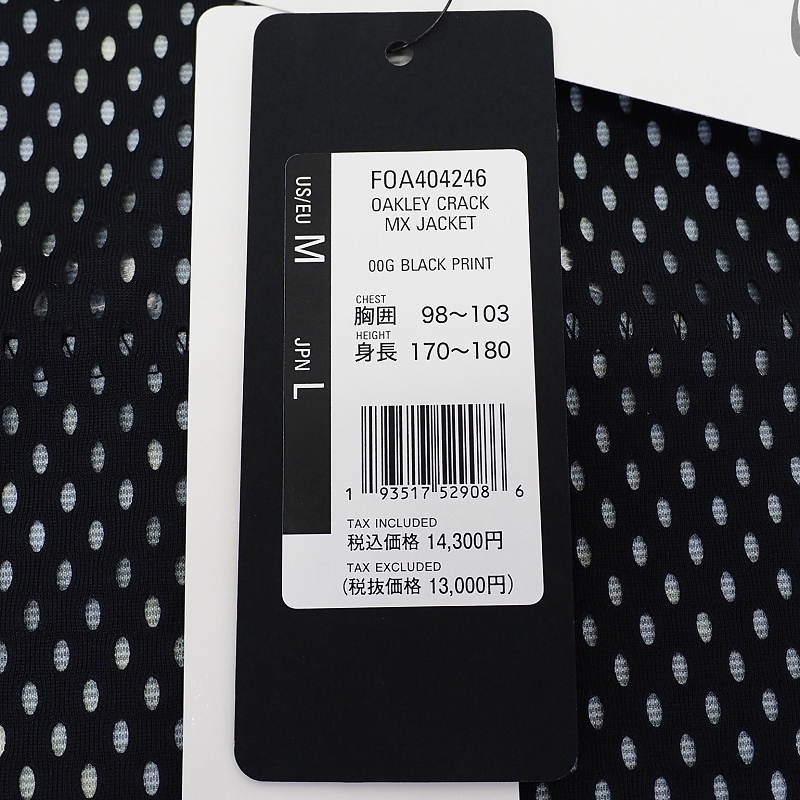 FOA404246
OAKLEY CRACK
MX JACKET
00G BLACK PRINT
US/EU M
JPN L
CHEST
胸囲 98〜103
HEIGHT
身長 170〜180
1 93517 52908 6
TAX INCLUDED
税込価格 14,300円
TAX EXCLUDED
(税抜価格 13,000円)